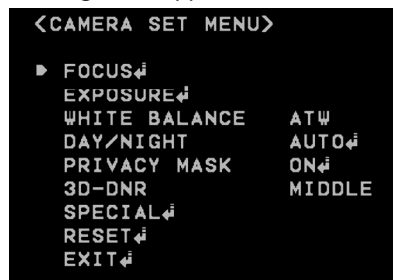 <CAMERA SET MENU>
FOCUS↲
EXPOSURE↲
WHITE BALANCE ATW
DAY/NIGHT AUTO↲
PRIVACY MASK ON↲
3D-DNR MIDDLE
SPECIAL↲
RESET↲
EXIT↲